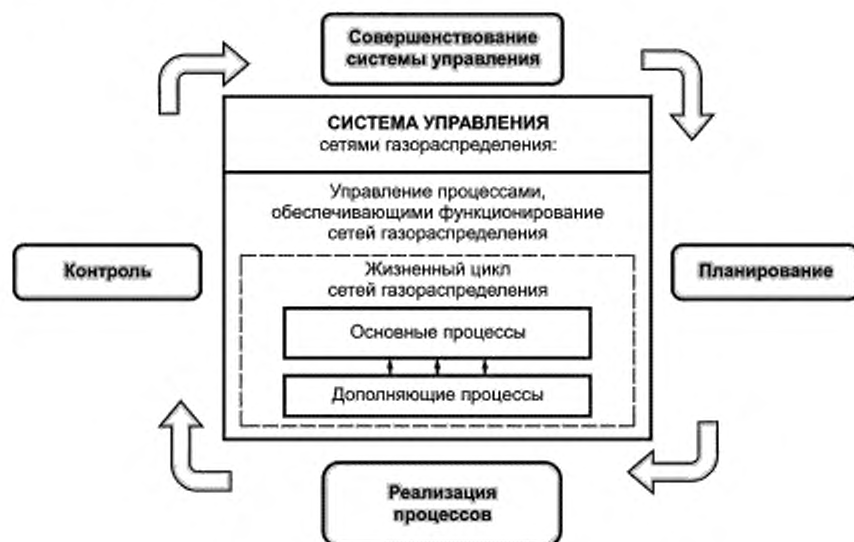 Совершенствование
системы управления
СИСТЕМА УПРАВЛЕНИЯ
сетями газораспределения:
Управление процессами,
обеспечивающими функционирование
сетей газораспределения
Контроль
Жизненный цикл
сетей газораспределения
Планирование
Основные процессы
Дополняющие процессы
Реализация
процессов